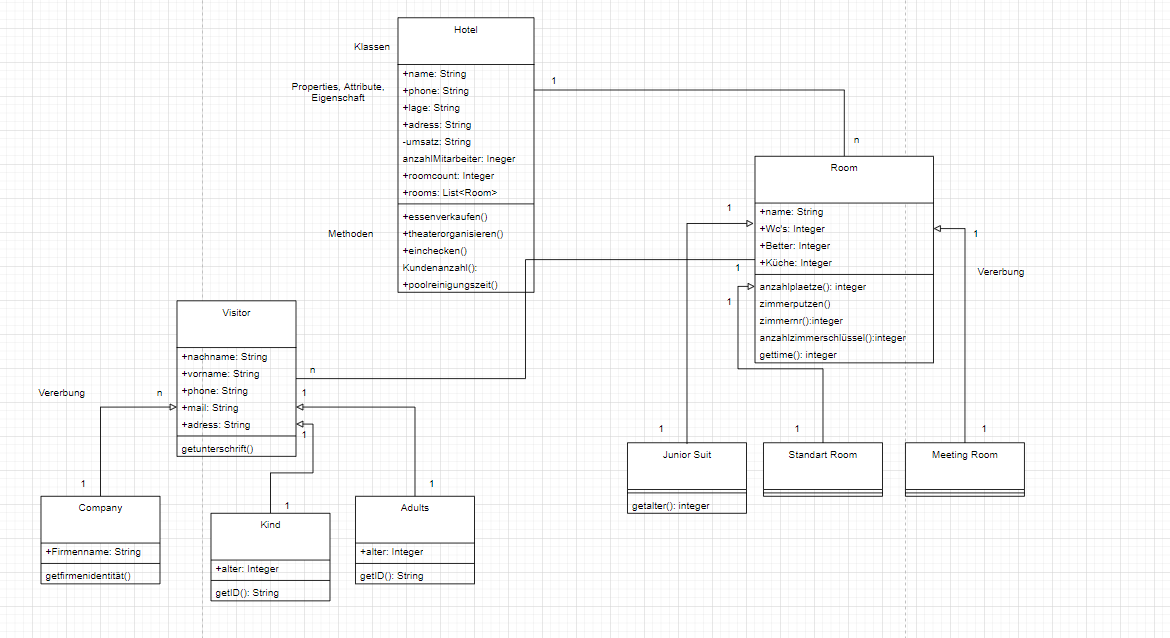 Hotel
Klassen
+name: String
Properties, Attribute,
Eigenschaft
+phone: String
+lage: String
+adress: String
-umsatz: String
anzahlMitarbeiter: Ineger
+roomcount: Integer
+rooms: List<Room>
+essenverkaufen()
Methoden
+theaterorganisieren()
+einchecken()
Kundenanzahl():
+poolreinigungszeit()
1
n
Room
+name: String
+Wc's: Integer
+Better: Integer
+Küche: Integer
anzahlplaetze(): integer
zimmerputzen()
zimmernr():integer
anzahlzimmerschlüssel():integer
gettime(): integer
1
1
1
1
Vererbung
Visitor
+nachname: String
+vorname: String
+phone: String
+mail: String
+adress: String
getunterschrift()
n
Vererbung
n
1
1
1
1
1
Company
+Firmenname: String
getfirmenidentität()
Kind
+alter: Integer
getID(): String
Adults
+alter: Integer
getID(): String
1
1
1
Junior Suit
getalter(): integer
Standart Room
Meeting Room